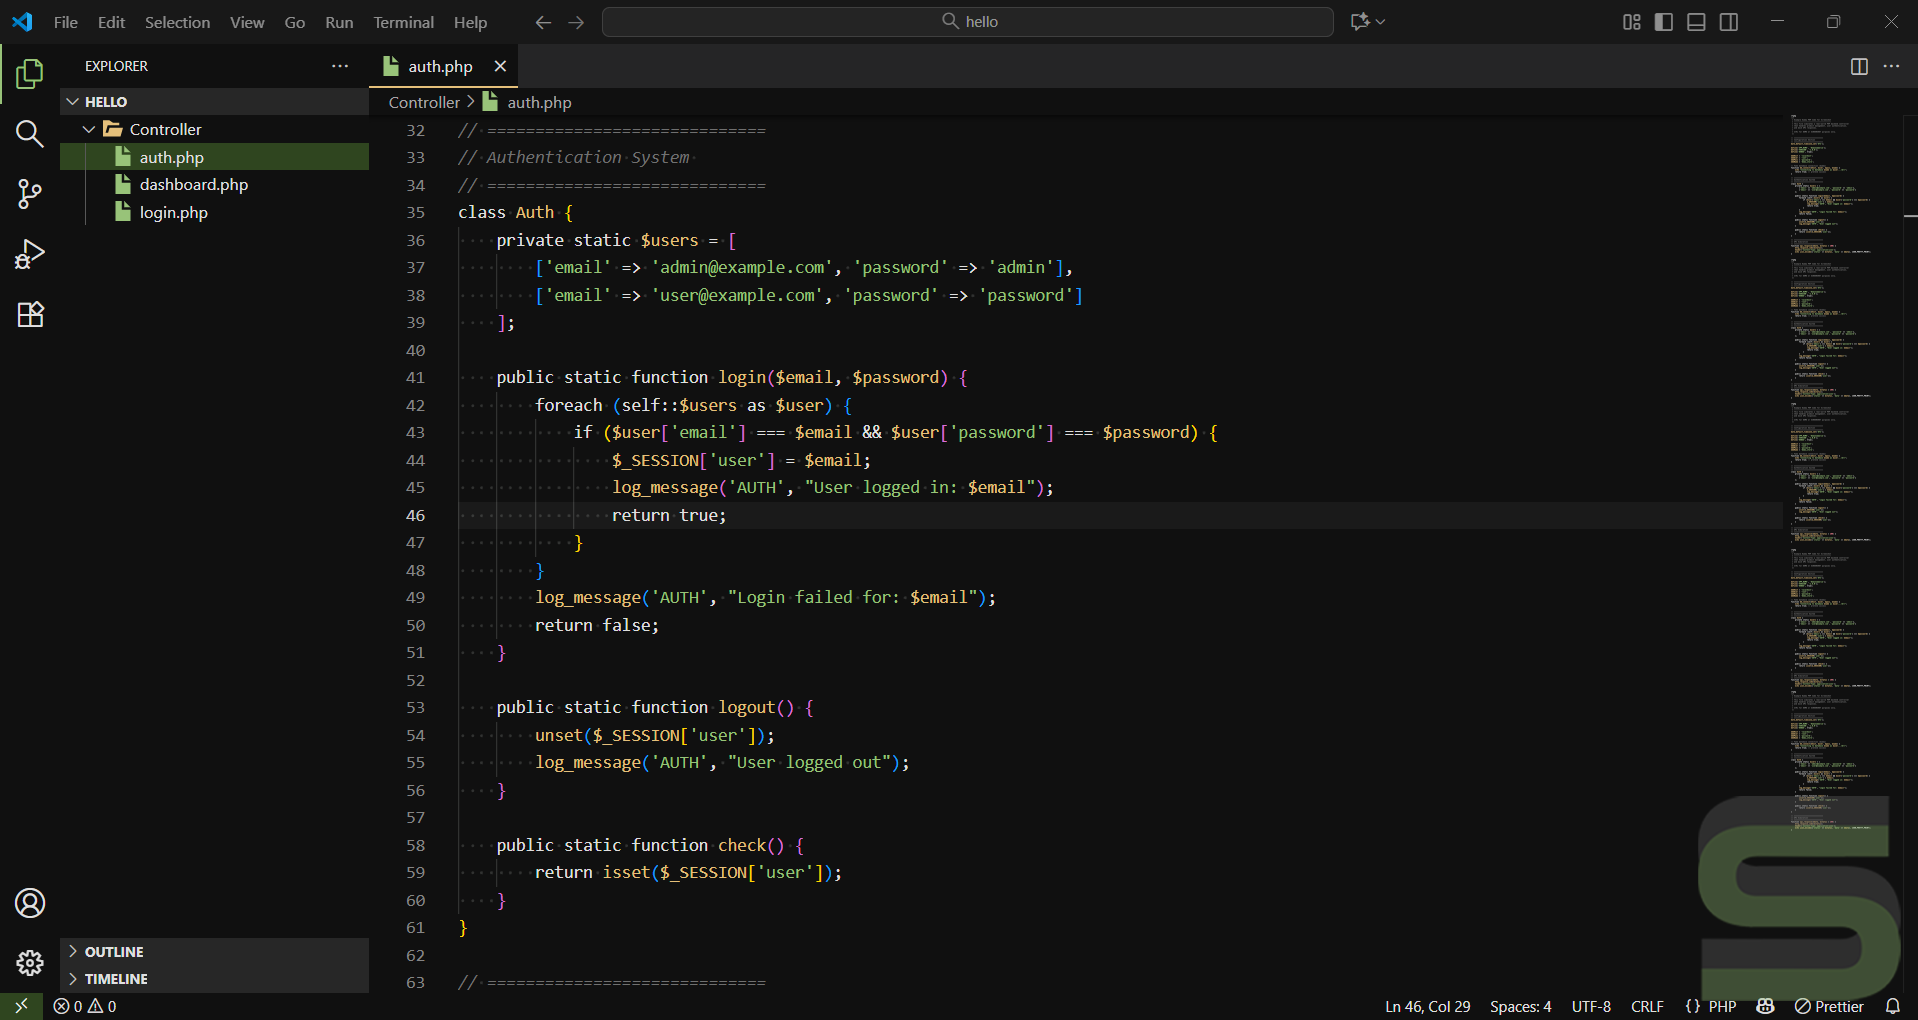 File Edit Selection View Go Run Terminal Help
hello
EXPLORER
auth.php
HELLO
Controller
auth.php
dashboard.php
login.php
Controller > auth.php
32 // =============================
33 // Authentication System
34 // =============================
35 class Auth {
36 private static $users = [
37 ['email' => 'admin@example.com', 'password' => 'admin'],
38 ['email' => 'user@example.com', 'password' => 'password']
39 ];
40
41 public static function login($email, $password) {
42 foreach (self::$users as $user) {
43 if ($user['email'] === $email && $user['password'] === $password) {
44 $_SESSION['user'] = $email;
45 log_message('AUTH', "User logged in: $email");
46 return true;
47 }
48 }
49 log_message('AUTH', "Login failed for: $email");
50 return false;
51 }
52
53 public static function logout() {
54 unset($_SESSION['user']);
55 log_message('AUTH', "User logged out");
56 }
57
58 public static function check() {
59 return isset($_SESSION['user']);
60 }
61 }
62
63 // =============================
OUTLINE
TIMELINE
0 0
Ln 46, Col 29 Spaces: 4 UTF-8 CRLF {} PHP Prettier
S